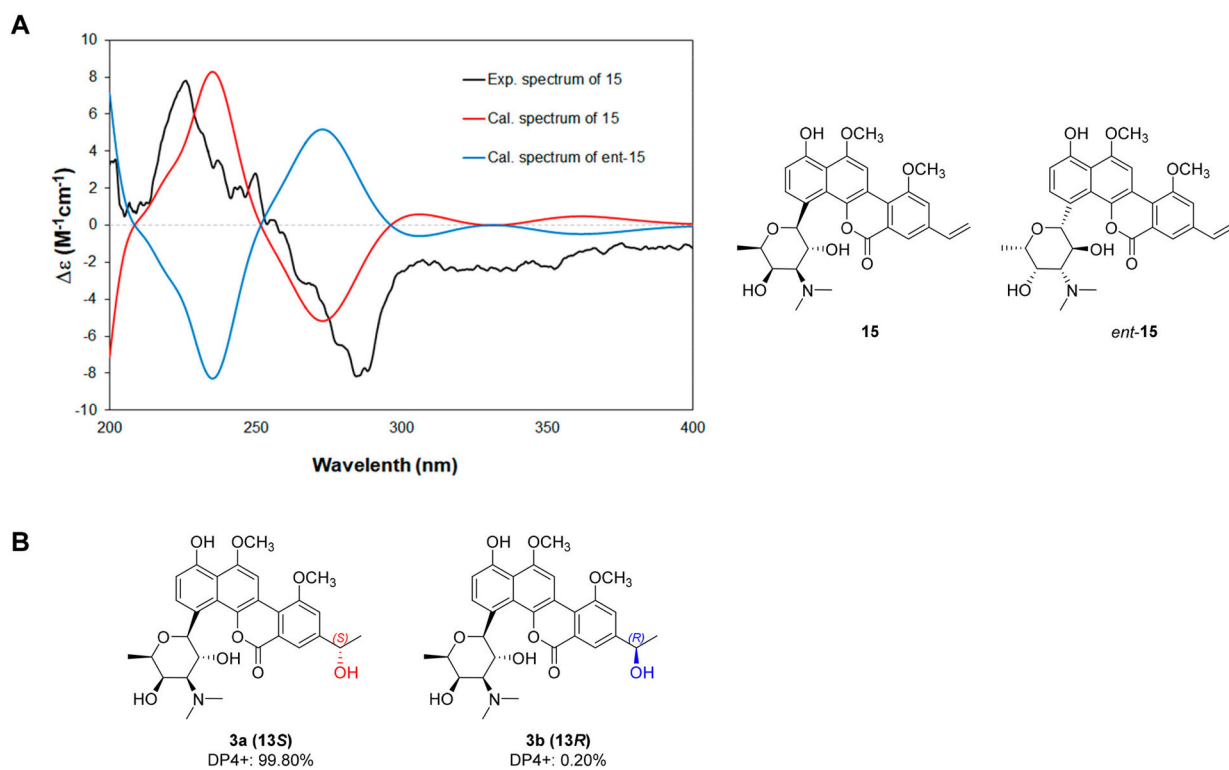 A
Δε (M⁻¹cm⁻¹)
10
8
6
4
2
0
-2
-4
-6
-8
-10
200
250
300
350
400
Wavelenth (nm)
Exp. spectrum of 15
Cal. spectrum of 15
Cal. spectrum of ent-15
OH
OCH3
OCH3
O
OH
O
O
HO
N
15
OH
OCH3
OCH3
O
OH
O
O
HO
N
ent-15
B
OH
OCH3
OCH3
(S)
O
OH
O
O
OH
HO
N
3a (13S)
DP4+: 99.80%
OH
OCH3
OCH3
(R)
O
OH
O
O
OH
HO
N
3b (13R)
DP4+: 0.20%